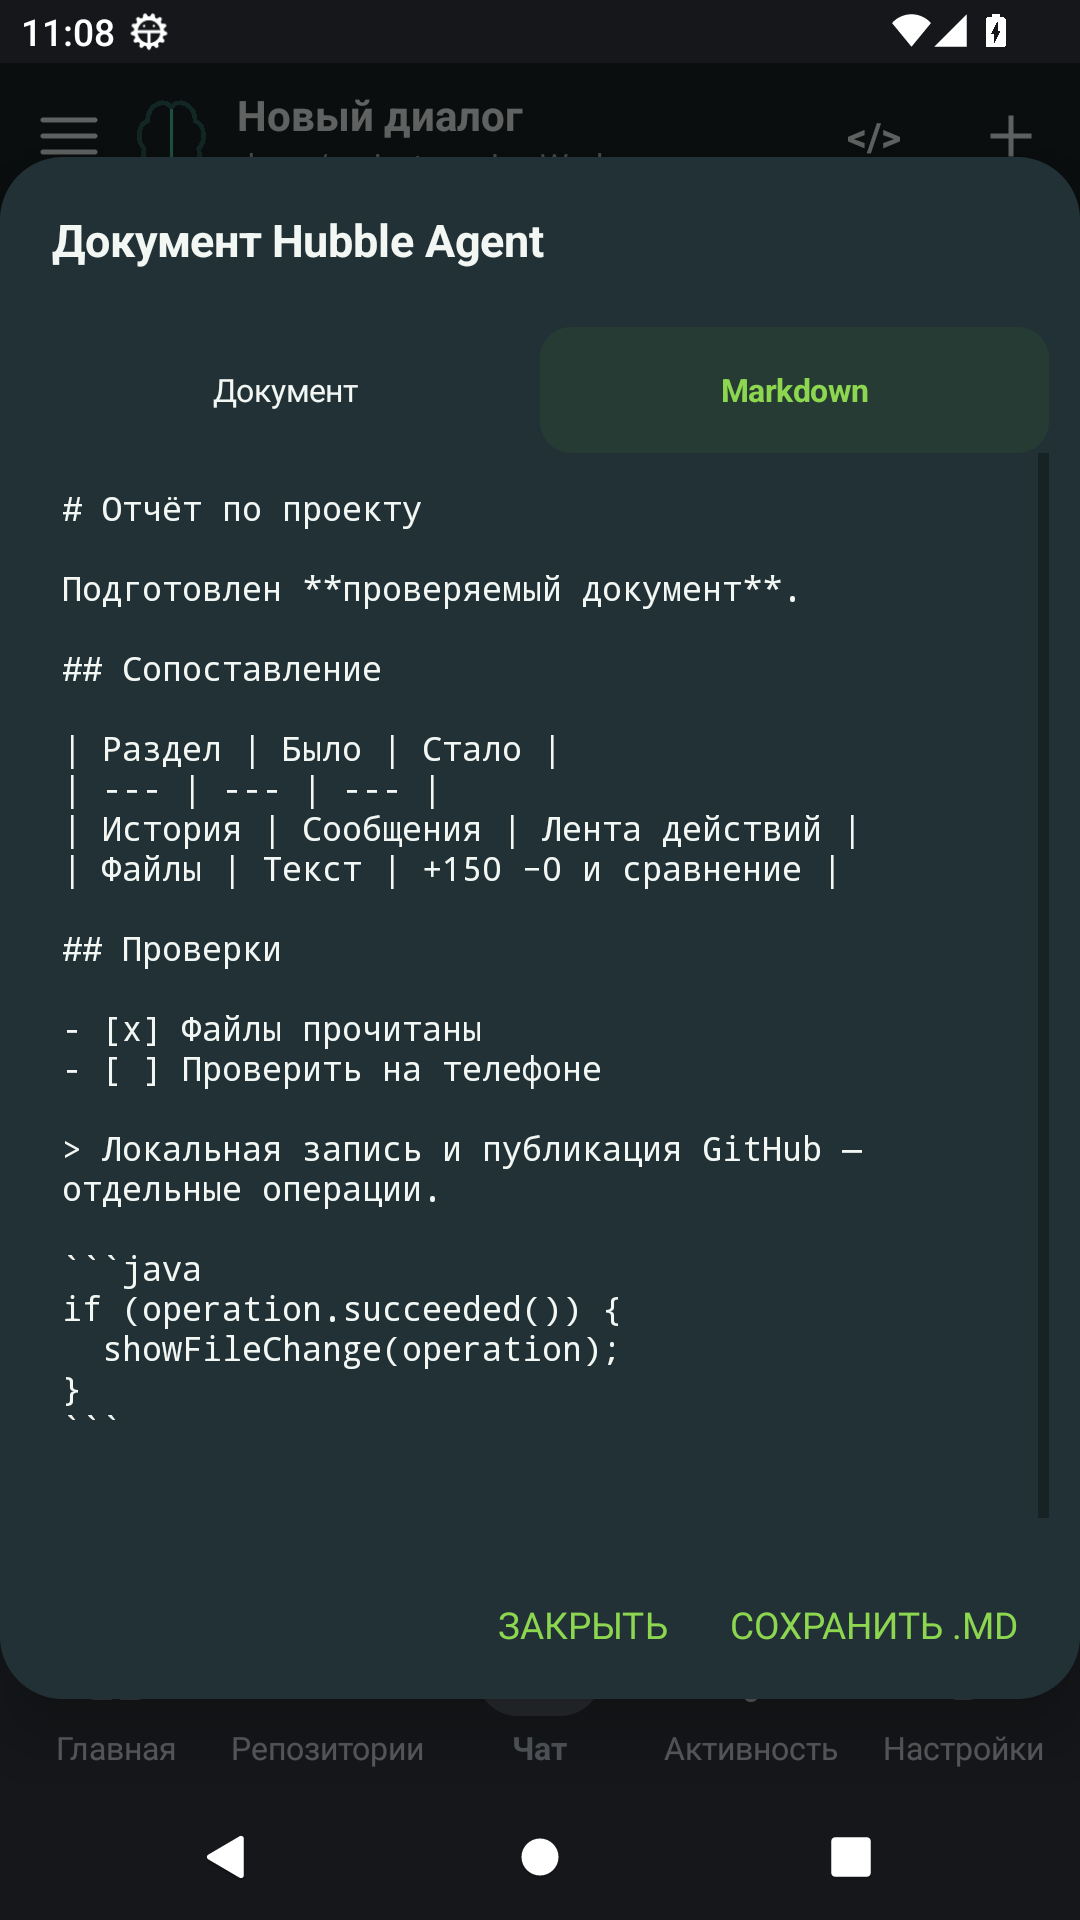 11:08
Новый диалог
</>
Документ Hubble Agent
Документ
Markdown
# Отчёт по проекту
Подготовлен **проверяемый документ**.
## Сопоставление
| Раздел | Было | Стало |
| --- | --- | --- |
| История | Сообщения | Лента действий |
| Файлы | Текст | +150 −0 и сравнение |
## Проверки
- [x] Файлы прочитаны
- [ ] Проверить на телефоне
> Локальная запись и публикация GitHub —
отдельные операции.
```java
if (operation.succeeded()) {
  showFileChange(operation);
}
```
ЗАКРЫТЬ
СОХРАНИТЬ .MD
Главная
Репозитории
Чат
Активность
Настройки